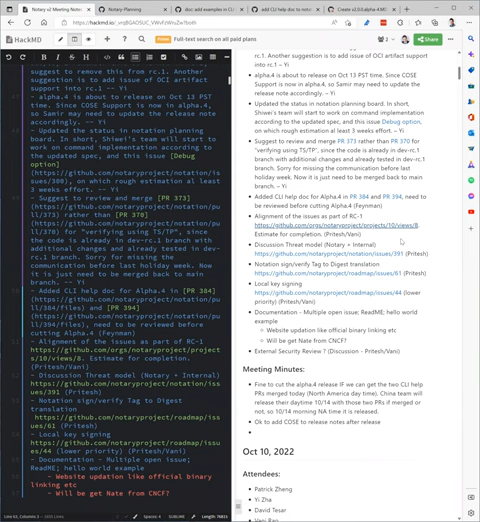 Notary v2 Meeting Notes
Notary-Planning
doc: add examples in CLI
add CLI help doc to notation
Create v2.0.0-alpha-4.M
HackMD
Prime
Full-text search on all paid plans
2
Share
suggest to remove this from rc.1. Another
suggestion is to add issue of OCI artifact
support into rc.1 -- Yi
- alpha.4 is about to release on Oct 13 PST
time. Since COSE Support is now in alpha.4,
so Samir may need to update the release note
accordingly. -- Yi
- Updated the status in notation planning
board. In short, Shiwei's team will start to
work on command implementation according to
the updated spec, and this issue [Debug
option]
(https://github.com/notaryproject/notation/is
sues/300), on which rough estimation at least
3 weeks effort. -- Yi
- Suggest to review and merge [PR 373]
(https://github.com/notaryproject/notation/pu
ll/373) rather than [PR 370]
(https://github.com/notaryproject/notation/pu
ll/370) for "verifying using TS/TP", since
the code is already in dev-rc.1 branch with
additional changes and already tested in
dev-rc.1 branch. Sorry for missing the
communication before last holiday week. Now
it is just need to be merged back to main
branch. -- Yi
- Added CLI help doc for Alpha.4 in [PR 384]
(https://github.com/notaryproject/notation/pu
ll/384/files) and [PR 394]
(https://github.com/notaryproject/notation/pu
ll/394), need to be reviewed before
cutting Alpha.4 (Feynman)
- Alignment of the issues as part of RC-1
https://github.com/orgs/notaryproject/project
s/10/views/8. Estimate for completion.
(Pritesh/Vani)
- Discussion Threat model (Notary + Internal)
https://github.com/notaryproject/notation/iss
ues/391 (Pritesh)
- Notation sign/verify Tag to Digest
translation
https://github.com/notaryproject/roadmap/iss
ues/61 (Pritesh)
- Local key signing
https://github.com/notaryproject/roadmap/issu
es/44 (lower priority) (Pritesh/Vani)
- Documentation - Multiple open issue;
ReadME; hello world example
- Website updation like official binary
linking etc
- Will be get Nate from CNCF?
Spaces: 4
SUBLIME
rc.1. Another suggestion is to add issue of OCI artifact support
into rc.1 – Yi
• alpha.4 is about to release on Oct 13 PST time. Since COSE
Support is now in alpha.4, so Samir may need to update the
release note accordingly. – Yi
• Updated the status in notation planning board. In short,
Shiwei's team will start to work on command implementation
according to the updated spec, and this issue Debug option,
on which rough estimation at least 3 weeks effort. – Yi
• Suggest to review and merge PR 373 rather than PR 370 for
"verifying using TS/TP", since the code is already in dev-rc.1
branch with additional changes and already tested in dev-rc.1
branch. Sorry for missing the communication before last
holiday week. Now it is just need to be merged back to main
branch. – Yi
• Added CLI help doc for Alpha.4 in PR 384 and PR 394, need to
be reviewed before cutting Alpha.4 (Feynman)
• Alignment of the issues as part of RC-1
https://github.com/orgs/notaryproject/projects/10/views/8.
Estimate for completion. (Pritesh/Vani)
• Discussion Threat model (Notary + Internal)
https://github.com/notaryproject/notation/issues/391 (Pritesh)
• Notation sign/verify Tag to Digest translation
https://github.com/notaryproject/roadmap/issues/61 (Pritesh)
• Local key signing
https://github.com/notaryproject/roadmap/issues/44 (lower
priority) (Pritesh/Vani)
• Documentation - Multiple open issue; ReadME; hello world
example
Website updation like official binary linking etc
Will be get Nate from CNCF?
• External Security Review ? (Discussion - Pritesh)
Meeting Minutes:
• Fine to cut the alpha.4 release IF we can get the two CLI help
PRs merged today (North America day time). China team will
release their daytime 10/14 with those two PRs if merged or
not, so 10/14 morning NA time it is released.
• Ok to add COSE to release notes after release
Oct 10, 2022
Attendees:
• Patrick Zheng
• Yi Zha
• David Tesar
• Vani Rao